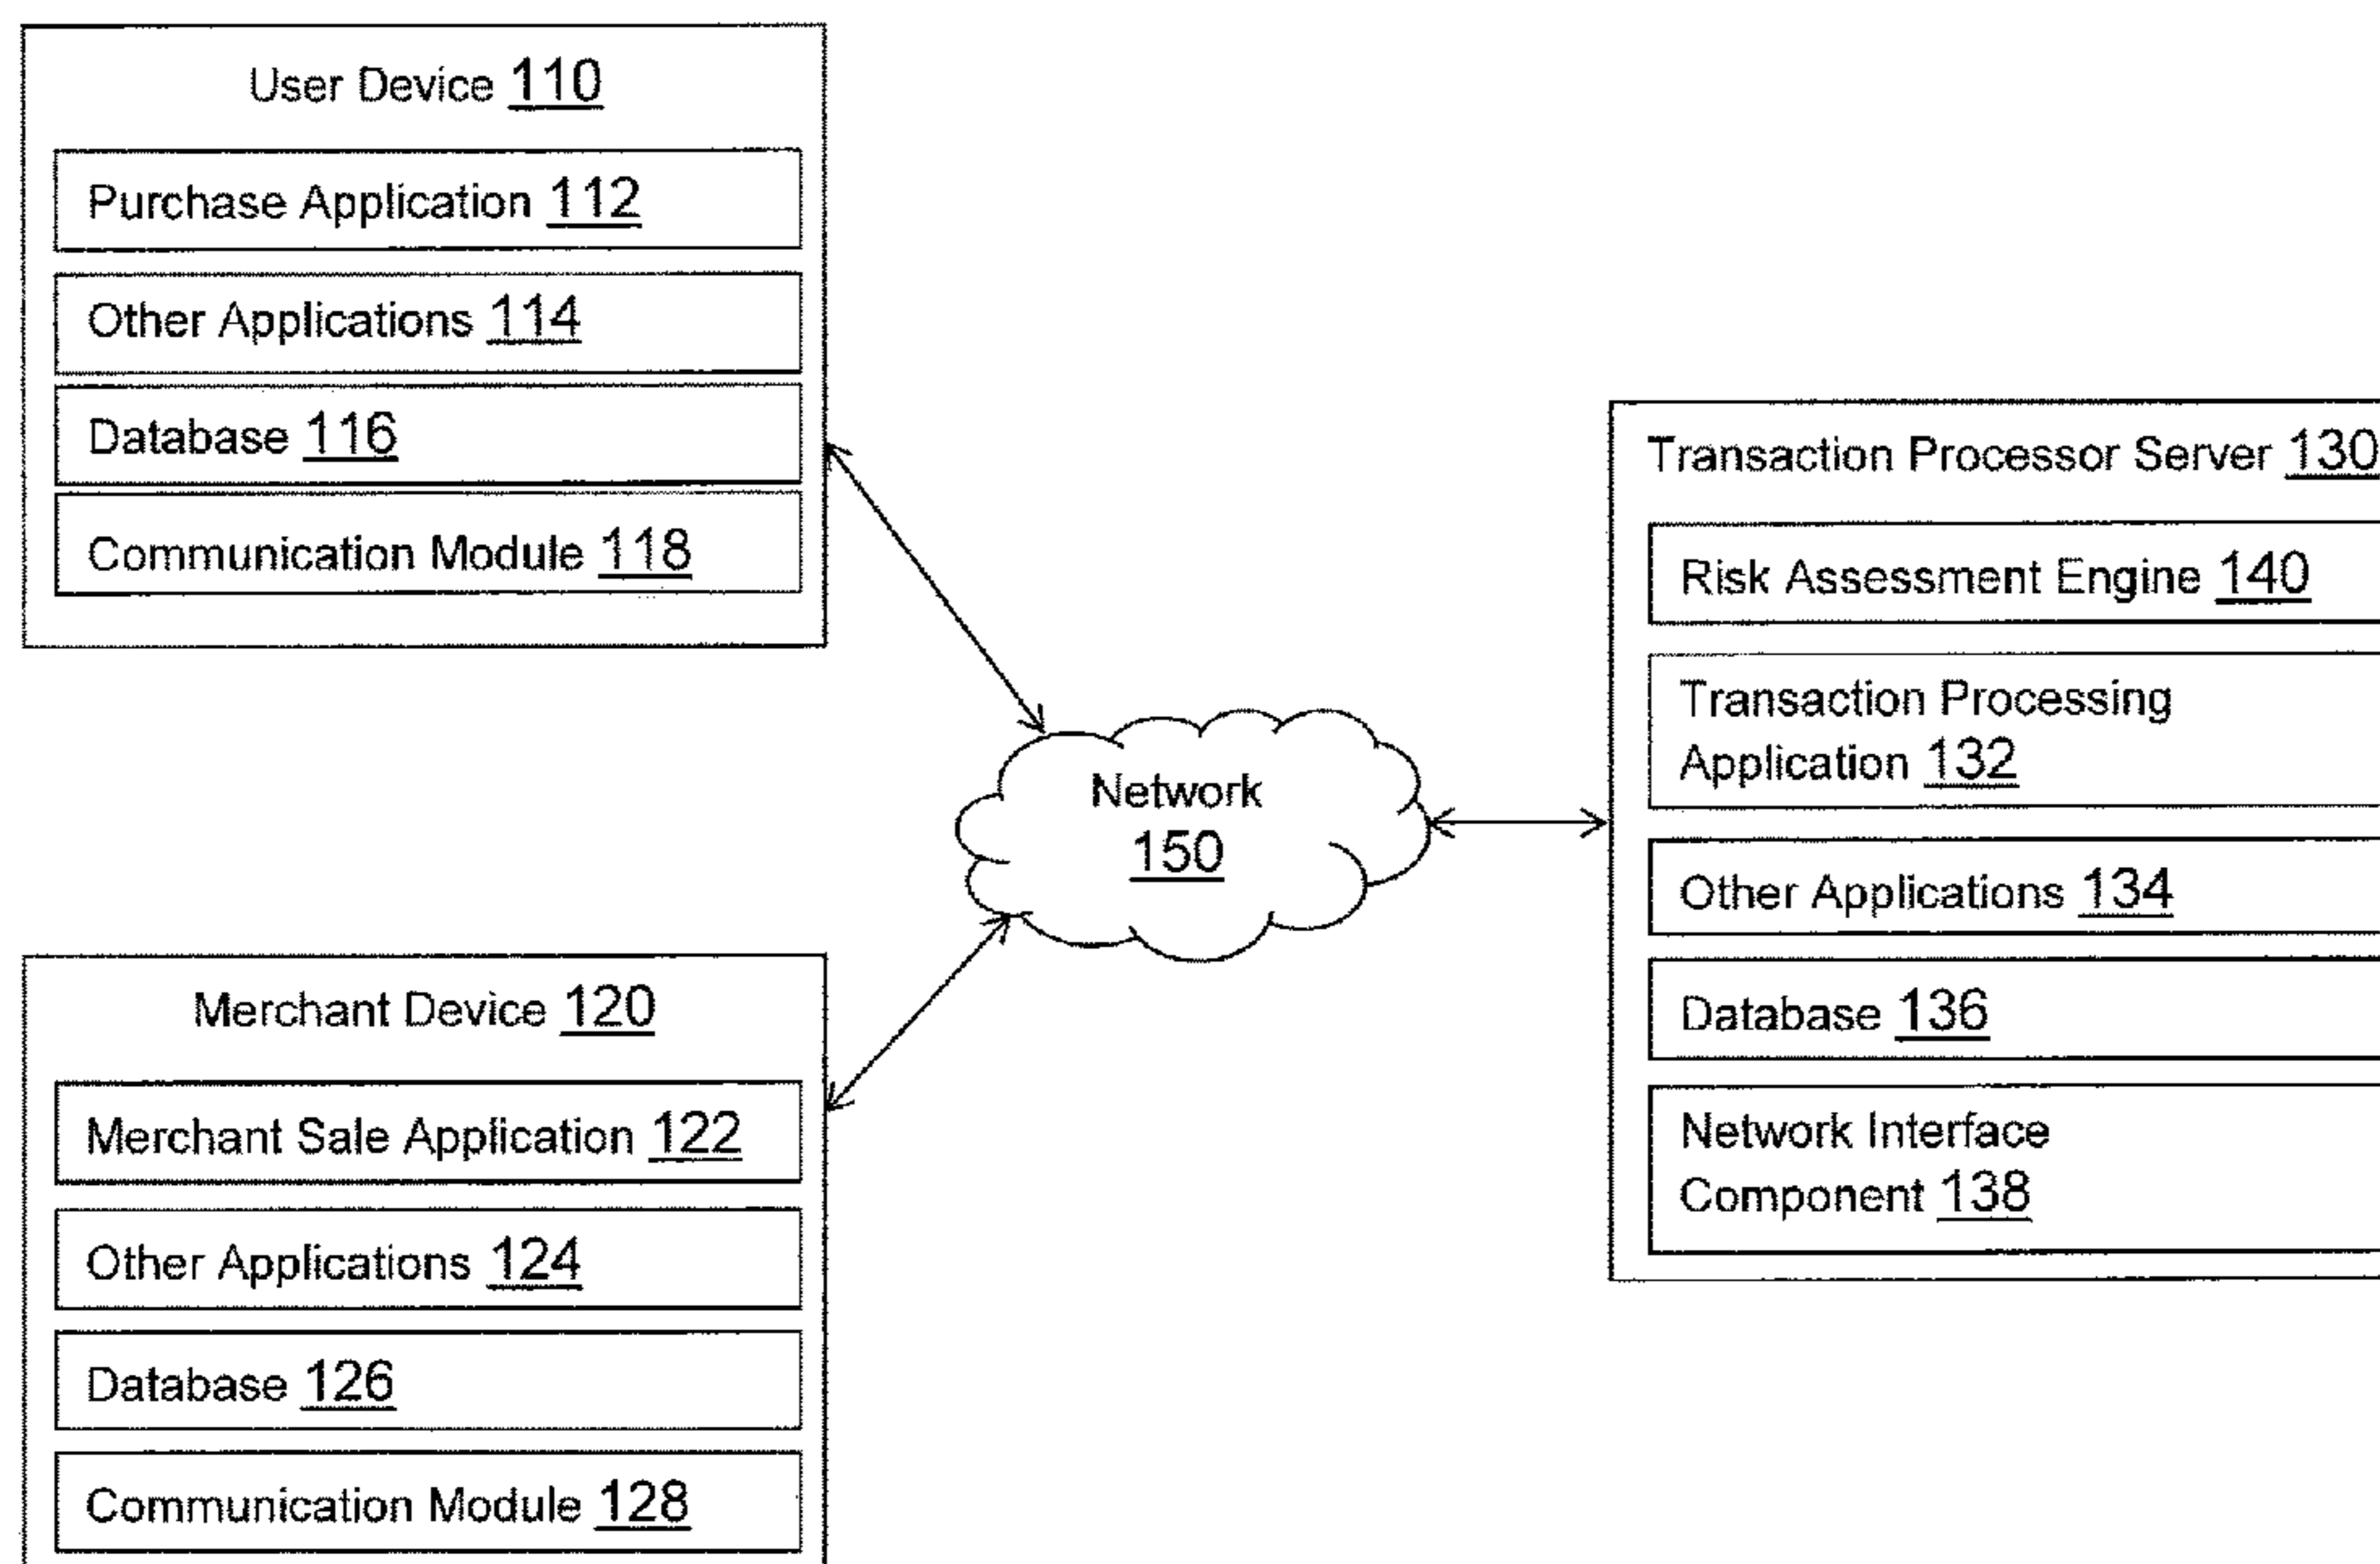 User Device 110
Purchase Application 112
Other Applications 114
Database 116
Communication Module 118
Network
150
Merchant Device 120
Merchant Sale Application 122
Other Applications 124
Database 126
Communication Module 128
Transaction Processor Server 130
Risk Assessment Engine 140
Transaction Processing
Application 132
Other Applications 134
Database 136
Network Interface
Component 138